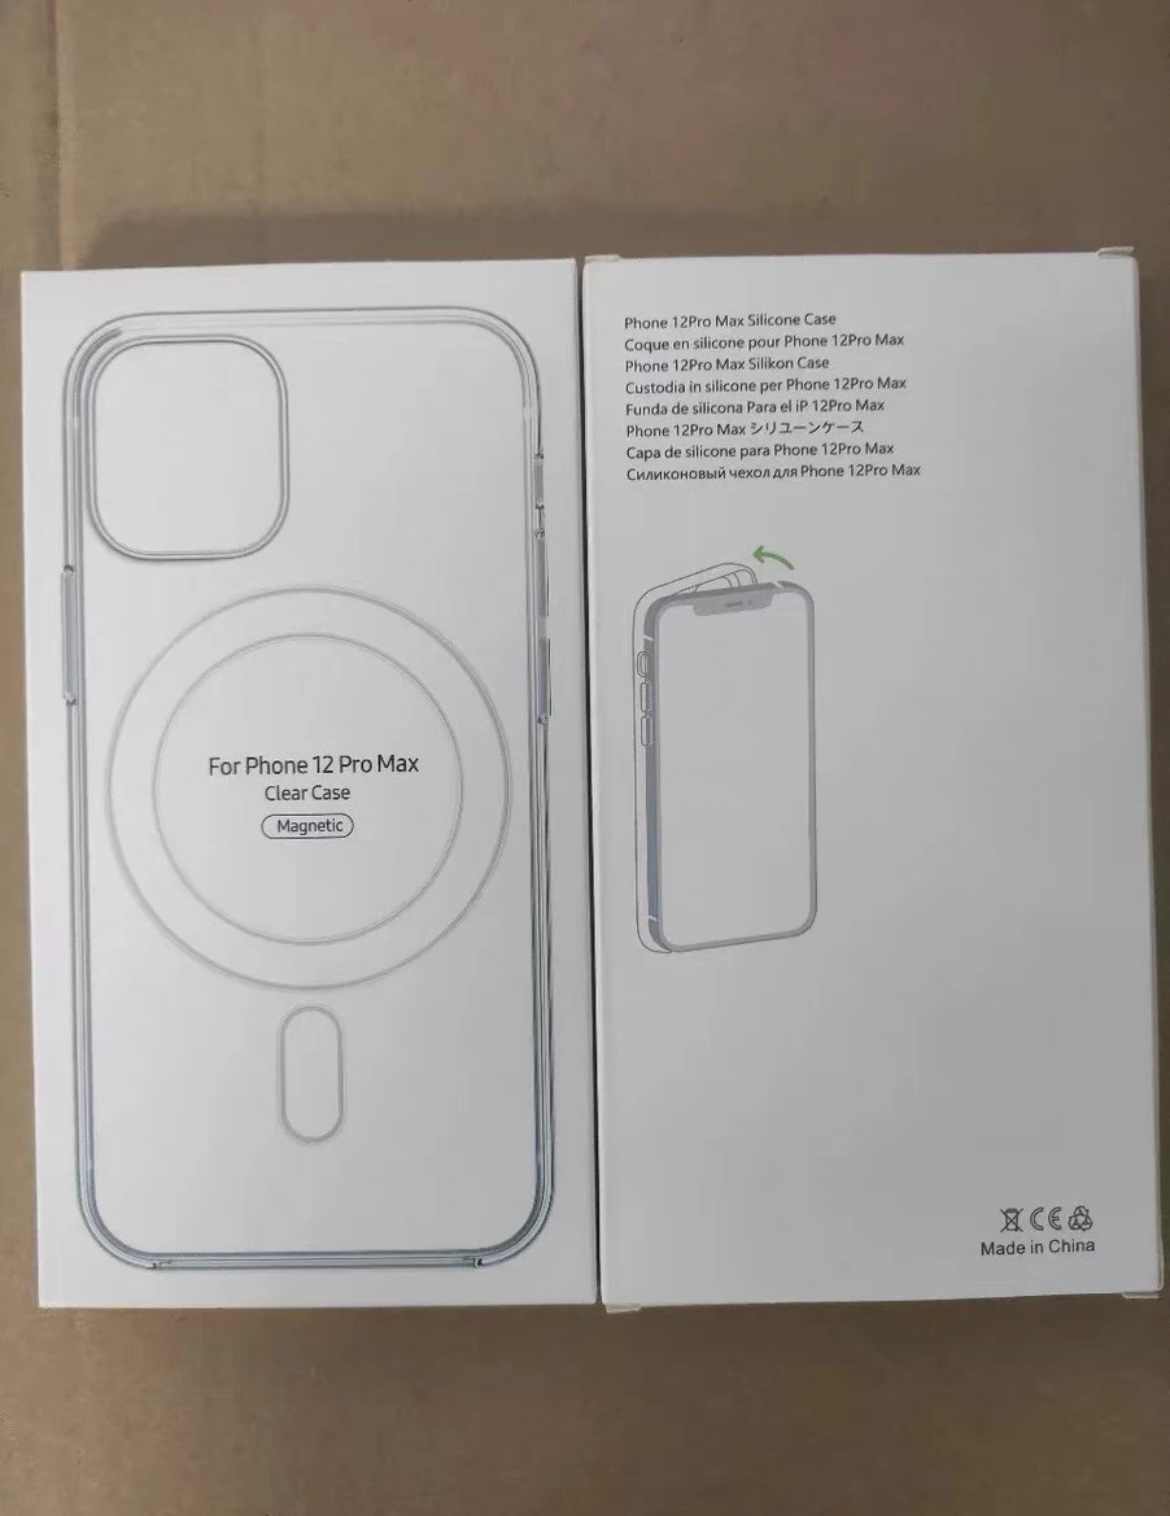 For Phone 12 Pro Max
Clear Case
Magnetic
Phone 12Pro Max Silicone Case
Coque en silicone pour Phone 12Pro Max
Phone 12Pro Max Silikon Case
Custodia in silicone per Phone 12Pro Max
Funda de silicona Para el iP 12Pro Max
Phone 12Pro Max シリユーンケース
Capa de silicone para Phone 12Pro Max
Силиконовый чехол для Phone 12Pro Max
CE
Made in China